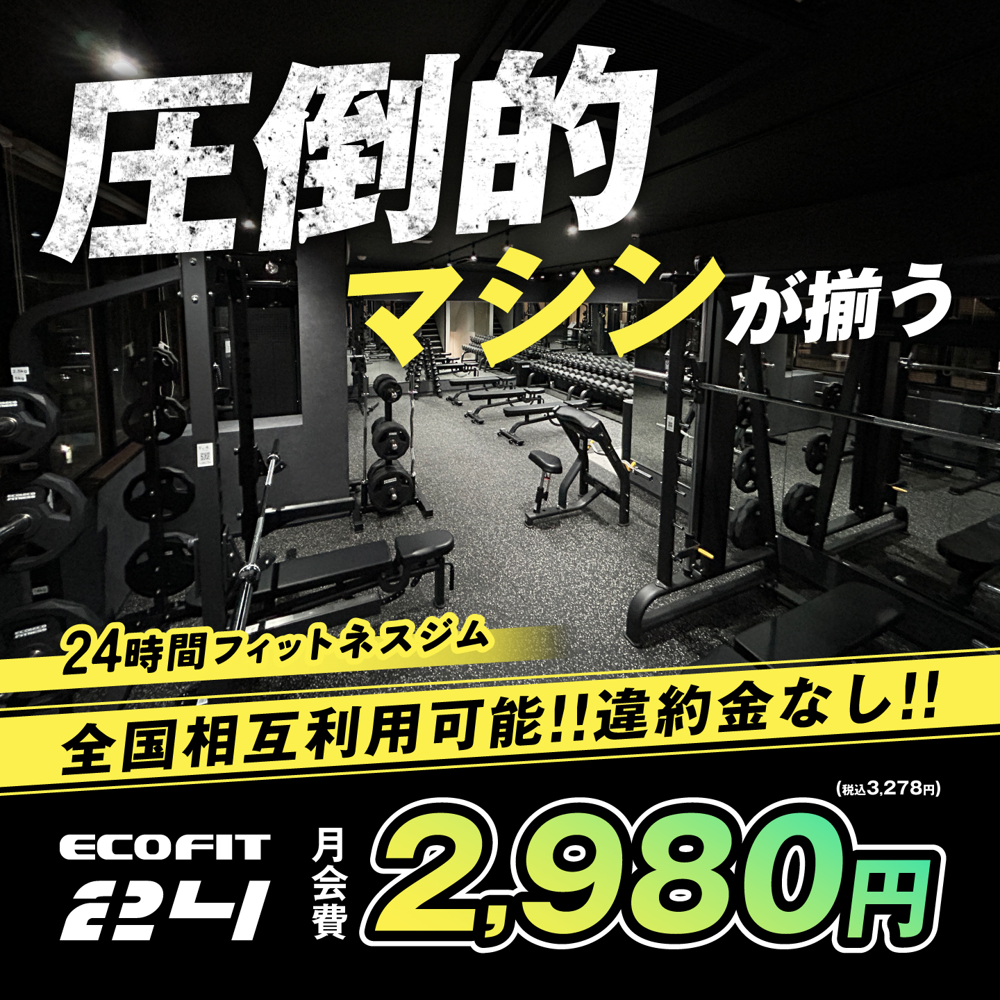 圧倒的
マシンが揃う
24時間フィットネスジム
全国相互利用可能!!違約金なし!!
(税込3,278円)
ECOFIT
24
月会費
2,980円